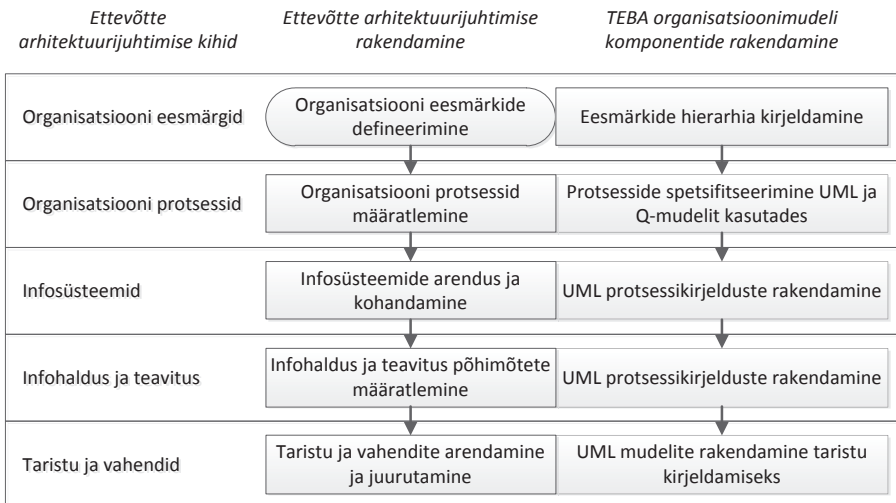 Ettevõtte
arhitektuurijuhtimise kihid
Ettevõtte arhitektuurijuhtimise
rakendamine
TEBA organisatsioonimudeli
komponentide rakendamine
Organisatsiooni eesmärgid
Organisatsiooni eesmärkide
defineerimine
Eesmärkide hierarhia kirjeldamine
Organisatsiooni protsessid
Organisatsiooni protsessid
määratlemine
Protsesside spetsifitseerimine UML ja
Q-mudelit kasutades
Infosüsteemid
Infosüsteemide arendus ja
kohandamine
UML protsessikirjelduste rakendamine
Infohaldus ja teavitus
Infohaldus ja teavitus põhimõtete
määratlemine
UML protsessikirjelduste rakendamine
Taristu ja vahendid
Taristu ja vahendite arendamine
ja juurutamine
UML mudelite rakendamine taristu
kirjeldamiseks